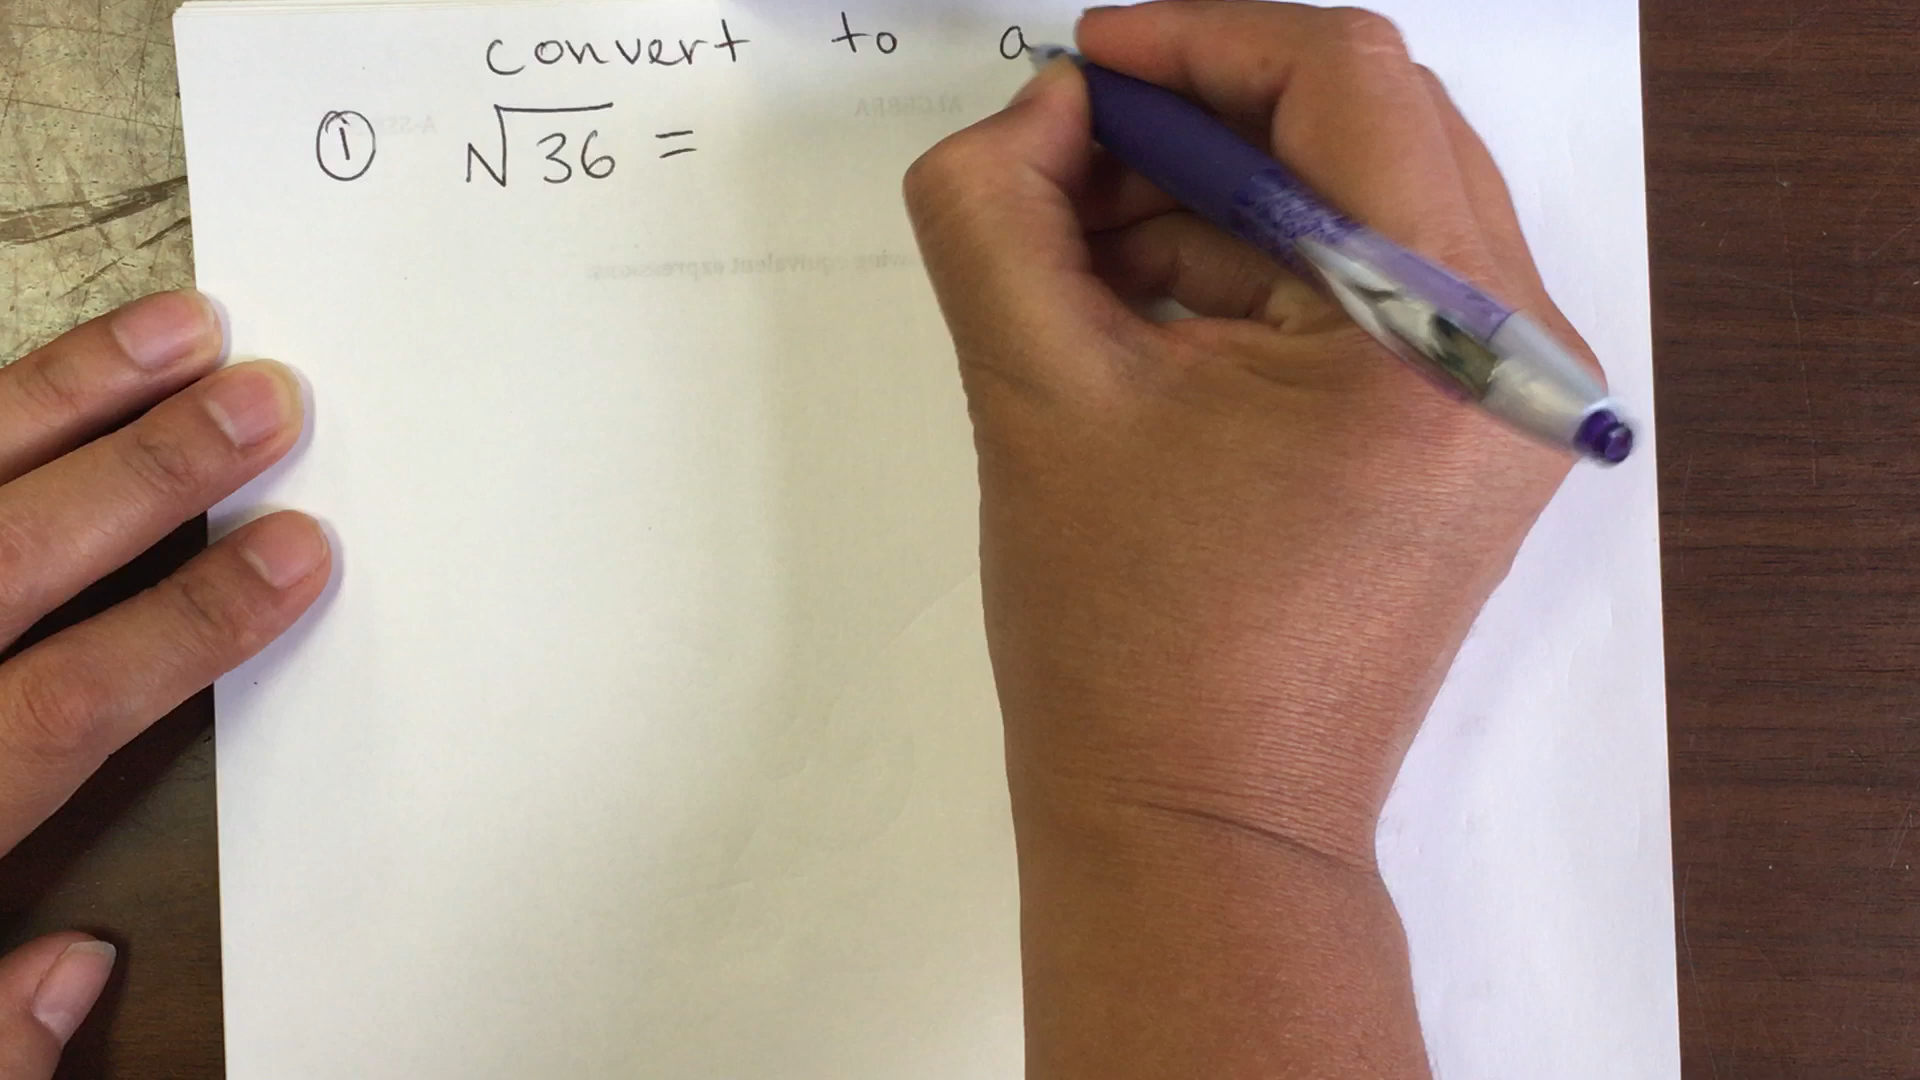 convert to a
① √36 =